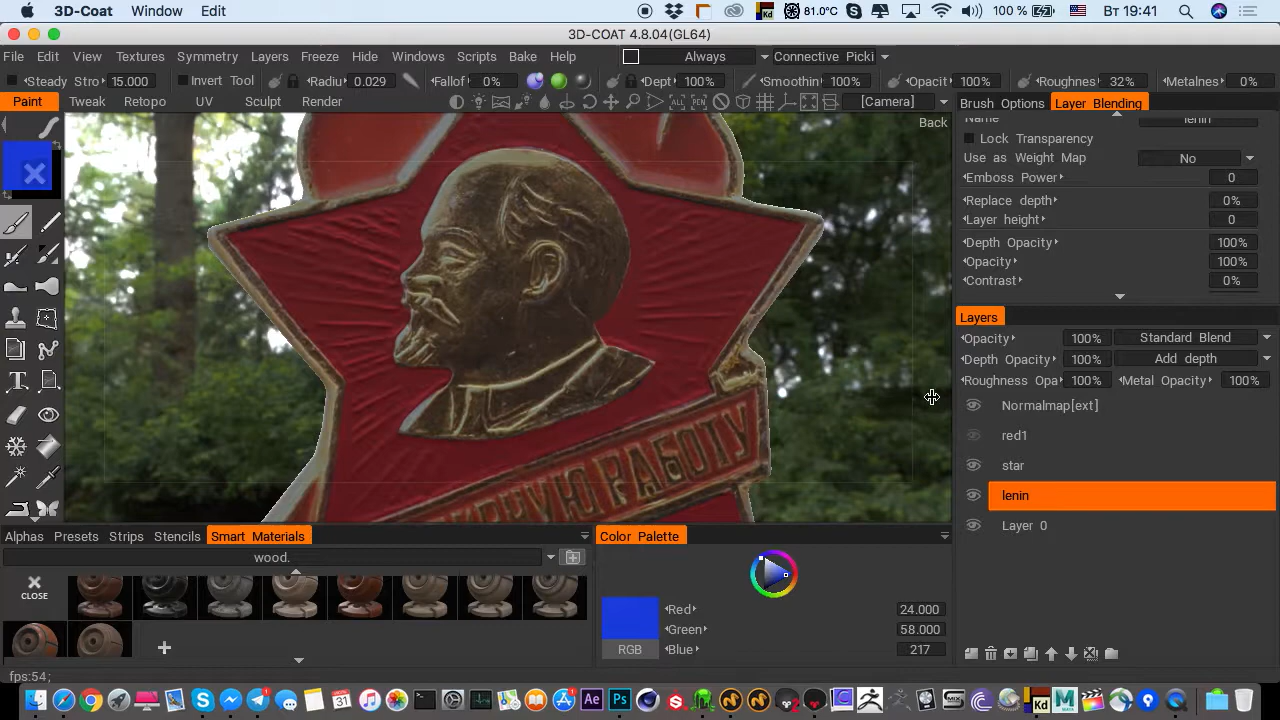 3D-Coat Window Edit 81.0°C 100 % Вт 19:41
3D-COAT 4.8.04(GL64)
File Edit View Textures Symmetry Layers Freeze Hide Windows Scripts Bake Help Always Connective Picki
Steady Stro 15.000 Invert Tool Radiu 0.029 Fallof 0% Dept 100% Smoothin 100% Opacit 100% Roughnes 32% Metalnes 0%
Paint Tweak Retopo UV Sculpt Render [Camera] Brush Options Layer Blending
Back
Name lenin
Lock Transparency
Use as Weight Map No
Emboss Power 0
Replace depth 0%
Layer height 0
Depth Opacity 100%
Opacity 100%
Contrast 0%
Layers
Opacity 100% Standard Blend
Depth Opacity 100% Add depth
Roughness Opa 100% Metal Opacity 100%
Normalmap[ext]
red1
star
lenin
Layer 0
РАБОТУ
Alphas Presets Strips Stencils Smart Materials Color Palette
wood.
CLOSE
Red 24.000
Green 58.000
RGB Blue 217
fps:54;